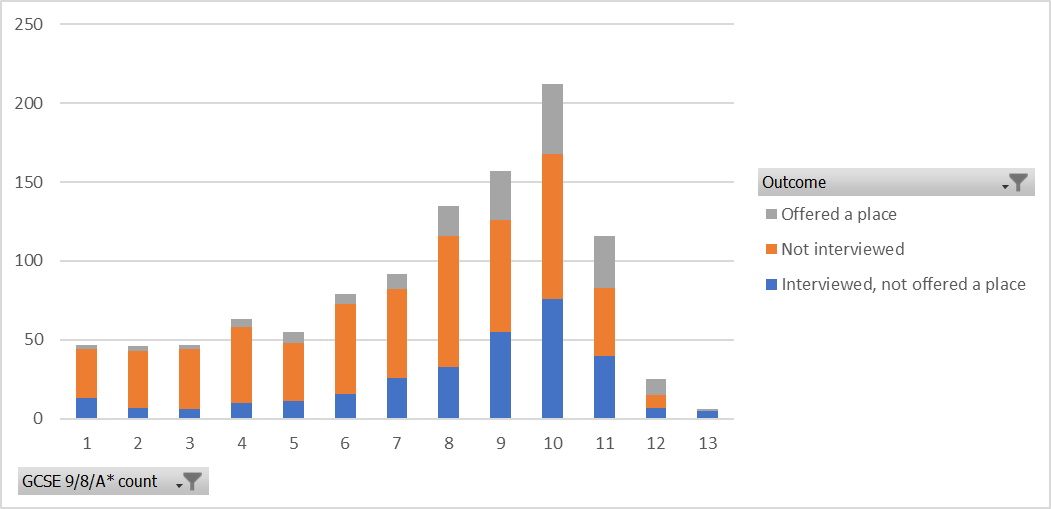 250
200
150
100
50
0
1 2 3 4 5 6 7 8 9 10 11 12 13
GCSE 9/8/A* count
Outcome
Offered a place
Not interviewed
Interviewed, not offered a place